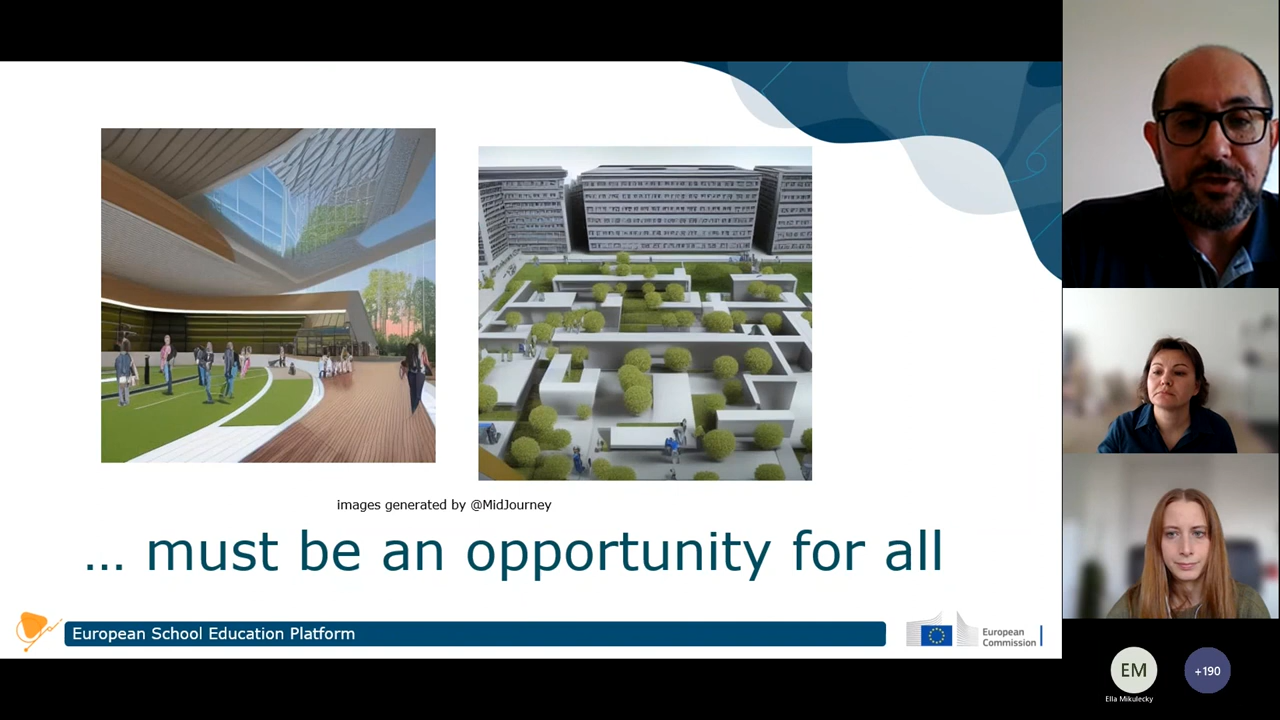 images generated by @MidJourney
... must be an opportunity for all
European School Education Platform
European
Commission
EM
+190
Ella Mikulecky